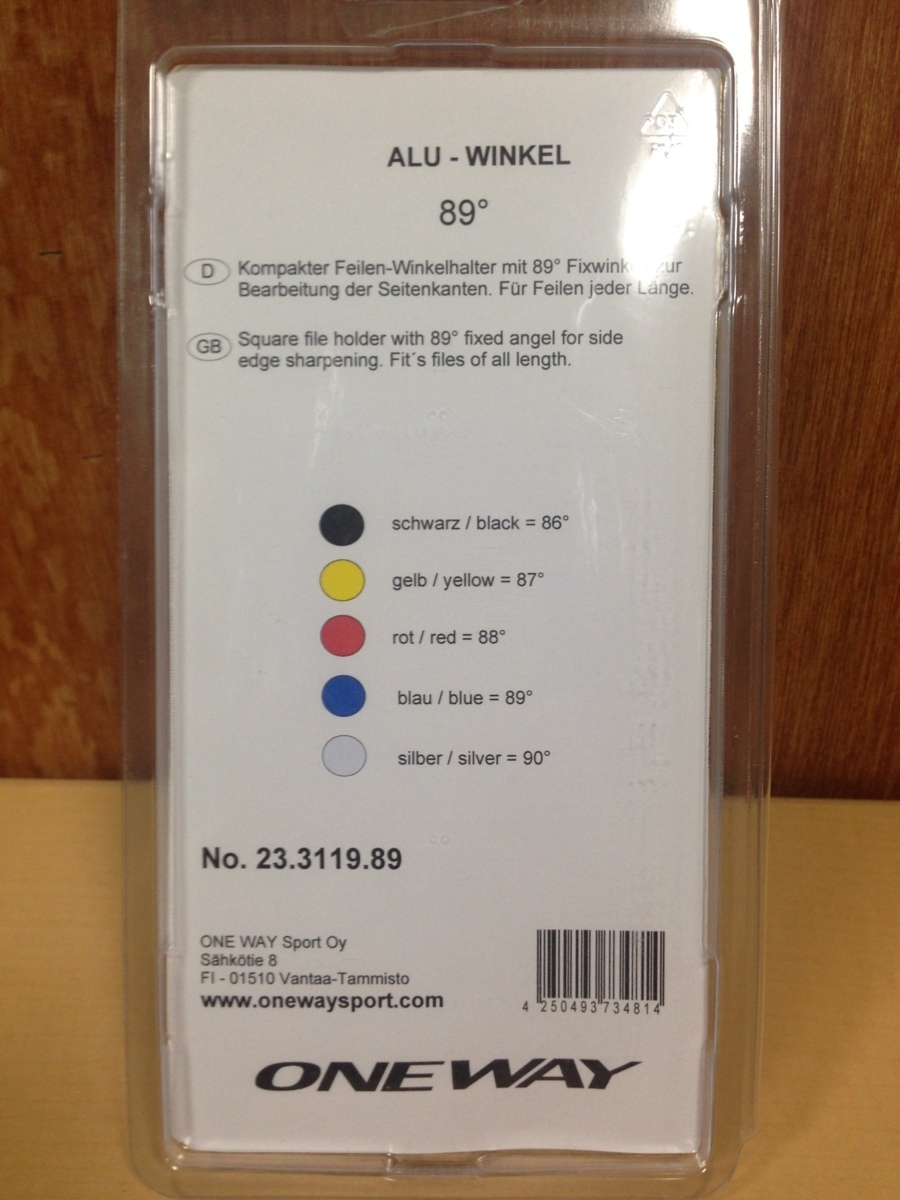 ALU - WINKEL
89°
D Kompakter Feilen-Winkelhalter mit 89° zur
Bearbeitung der Seitenkanten. Für Feilen jeder Länge.
GB Square file holder with 89° fixed angel for side
edge sharpening. Fit´s files of all length.
schwarz / black = 86°
gelb / yellow = 87°
rot / red = 88°
blau / blue = 89°
silber / silver = 90°
No. 23.3119.89
ONE WAY Sport Oy
Sähkötie 8
FI - 01510 Vantaa-Tammisto
www.onewaysport.com
4 250493 734814
ONE WAY